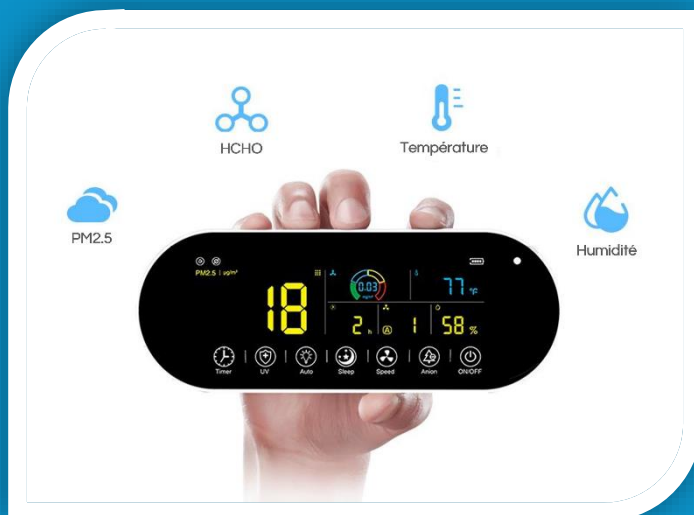 HCHO
Température
PM2.5
Humidité
PM2.5 | µg/m³
18
0.03
77 °F
2 h
A
1
58 %
Timer
UV
Auto
Sleep
Speed
Anion
ON/OFF